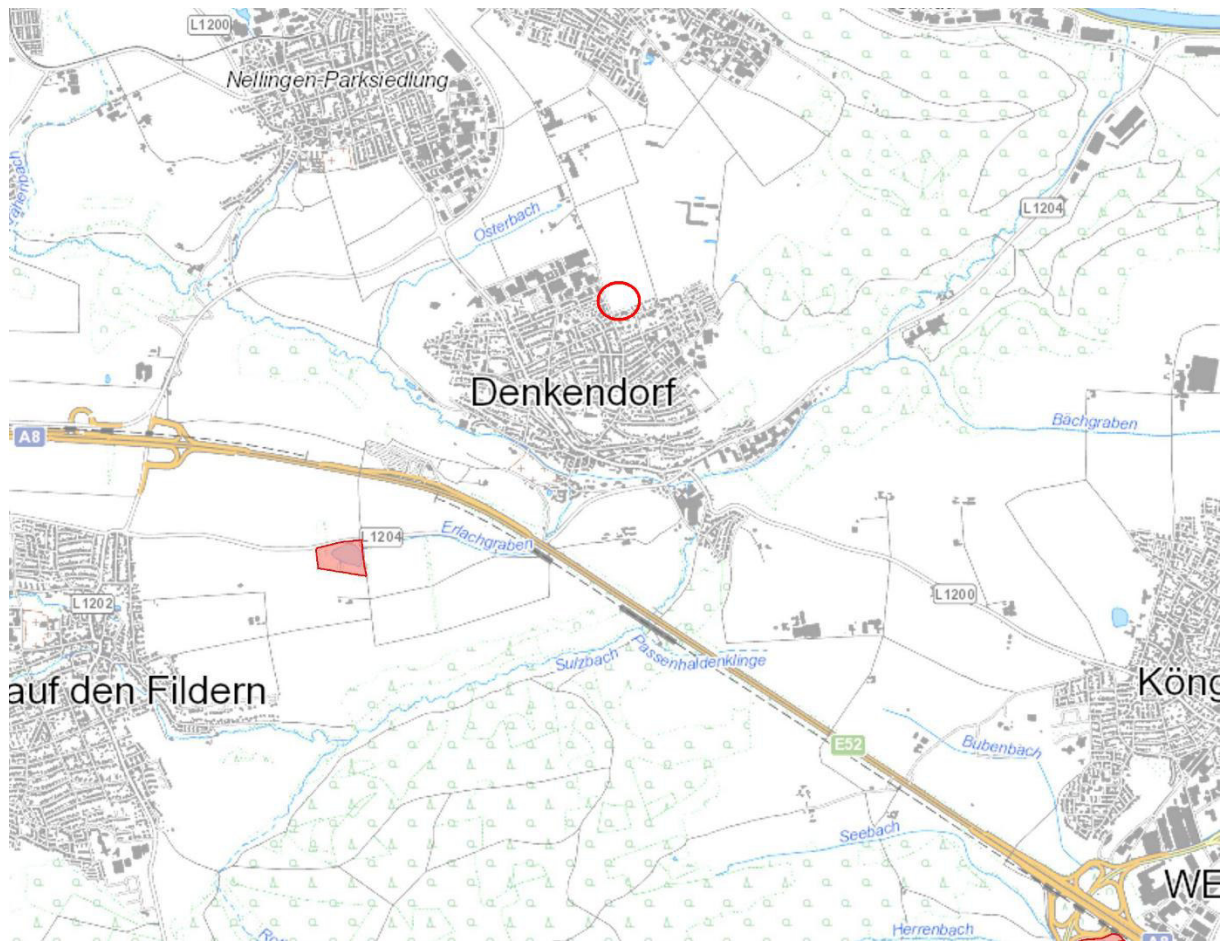 L1200
Nellingen-Parksiedlung
Osterbach
L1204
Denkendorf
Bächgraben
A8
Erlachgraben
L1204
L1202
L1200
Passenhaldenklinge
Sulzbach
auf den Fildern
Köng
E52
Bubenbach
Seebach
WE
Herrenbach